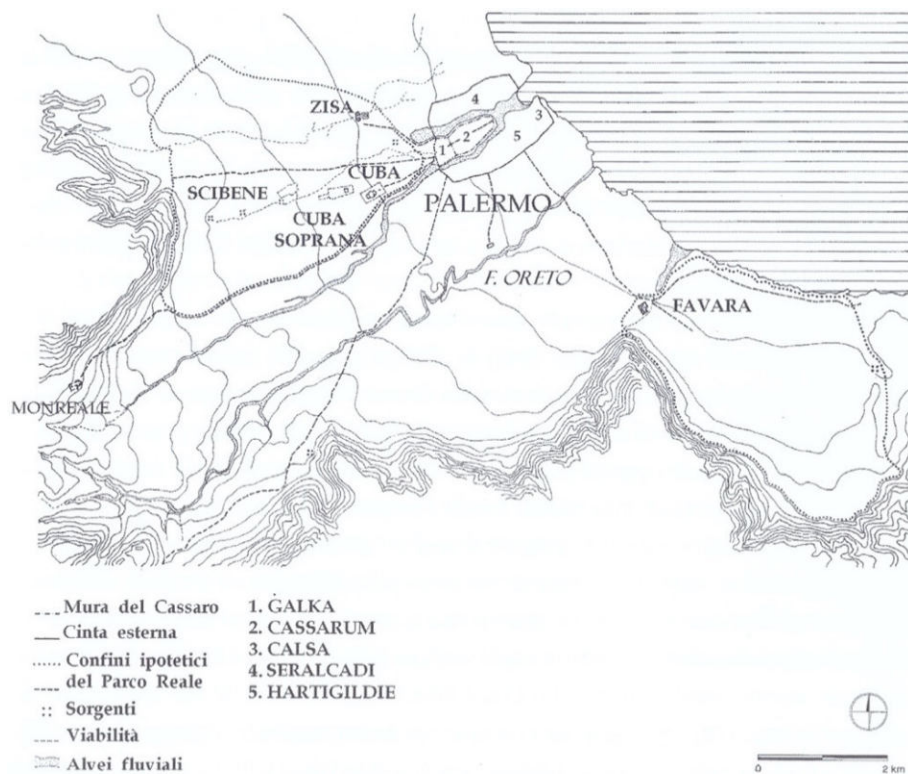 ZISA
4
3
1
2
5
CUBA
SCIBENE
CUBA
SOPRANA
PALERMO
F. ORETO
FAVARA
MONREALE
Mura del Cassaro
Cinta esterna
Confini ipotetici
del Parco Reale
Sorgenti
Viabilità
Alvei fluviali
1. ĠALKA
2. CASSARUM
3. CALSA
4. SERALCADI
5. HARTIGILDIE
0
2 km